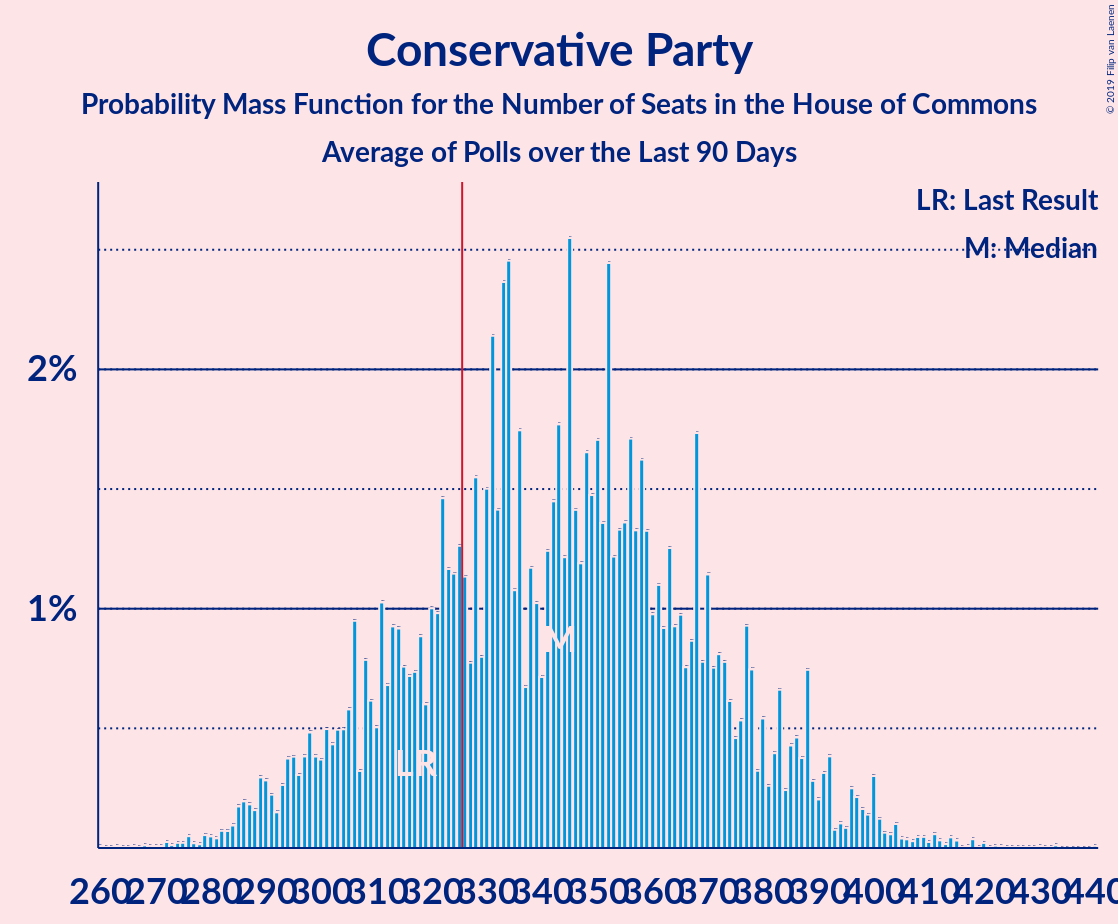 Conservative Party
Probability Mass Function for the Number of Seats in the House of Commons
Average of Polls over the Last 90 Days
© 2019 Filip van Laenen
LR: Last Result
M: Median
2%
1%
M
LR
260 270 280 290 300 310 320 330 340 350 360 370 380 390 400 410 420 430 440